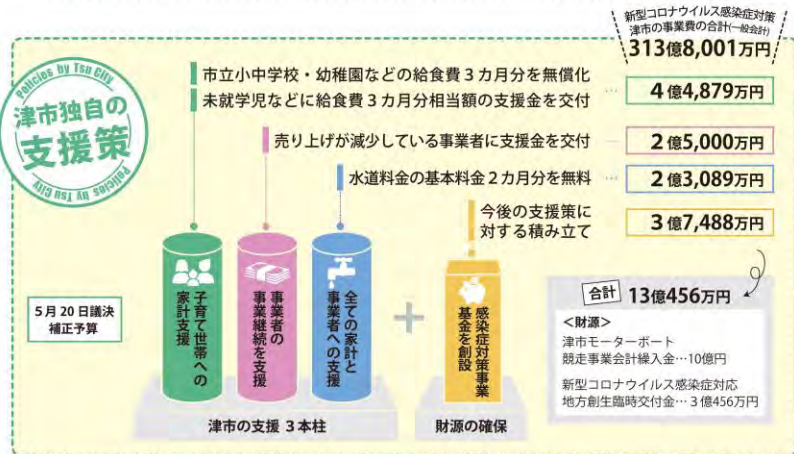 新型コロナウイルス感染症対策
津市の事業費の合計(一般会計)
313億8,001万円
Policies by Tsu City
津市独自の
支援策
Policies by Tsu City
市立小中学校・幼稚園などの給食費3カ月分を無償化
未就学児などに給食費3カ月分相当額の支援金を交付
… 4億4,879万円
売り上げが減少している事業者に支援金を交付 … 2億5,000万円
水道料金の基本料金2カ月分を無料 … 2億3,089万円
今後の支援策に
対する積み立て
3億7,488万円
5月20日議決
補正予算
子育て世帯への
家計支援
事業者の
事業継続を支援
全ての家計と
事業者への支援
+
感染症対策事業
基金を創設
津市の支援 3本柱
財源の確保
合計 13億456万円
<財源>
津市モーターボート
競走事業会計繰入金…10億円
新型コロナウイルス感染症対応
地方創生臨時交付金…3億456万円